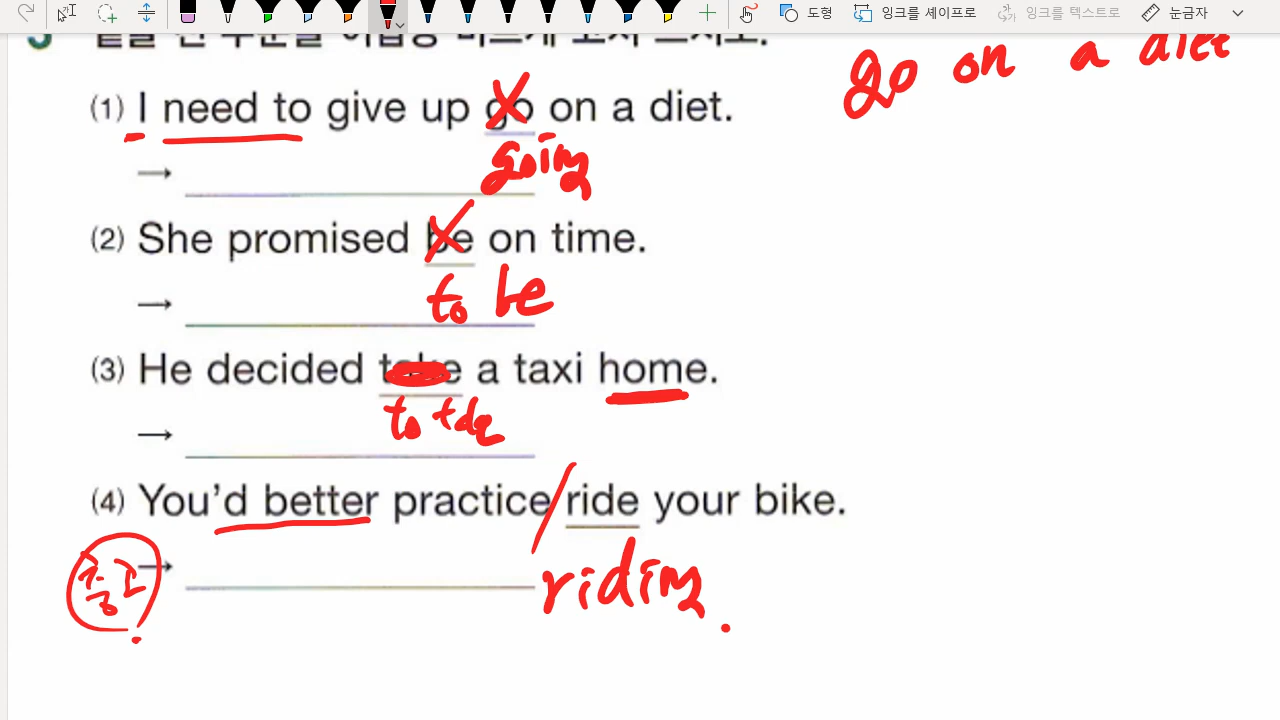 도형 잉크를 셰이프로 잉크를 텍스트로 눈금자
go on a diet
(1) I need to give up go on a diet.
→ going
(2) She promised be on time.
→ to be
(3) He decided take a taxi home.
→ to
(4) You'd better practice/ride your bike.
충고 → riding.